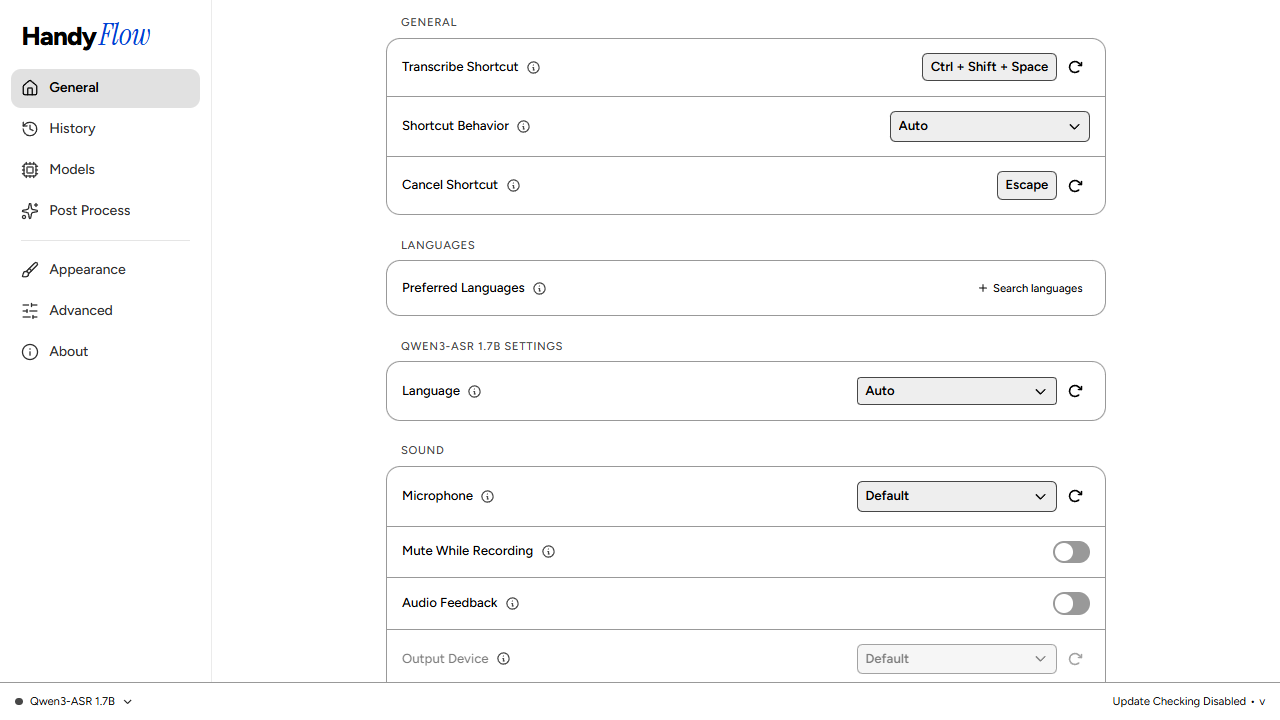 Handy Flow
General
History
Models
Post Process
Appearance
Advanced
About
GENERAL
Transcribe Shortcut
Ctrl + Shift + Space
Shortcut Behavior
Auto
Cancel Shortcut
Escape
LANGUAGES
Preferred Languages
+ Search languages
QWEN3-ASR 1.7B SETTINGS
Language
Auto
SOUND
Microphone
Default
Mute While Recording
Audio Feedback
Output Device
Default
Qwen3-ASR 1.7B
Update Checking Disabled • v